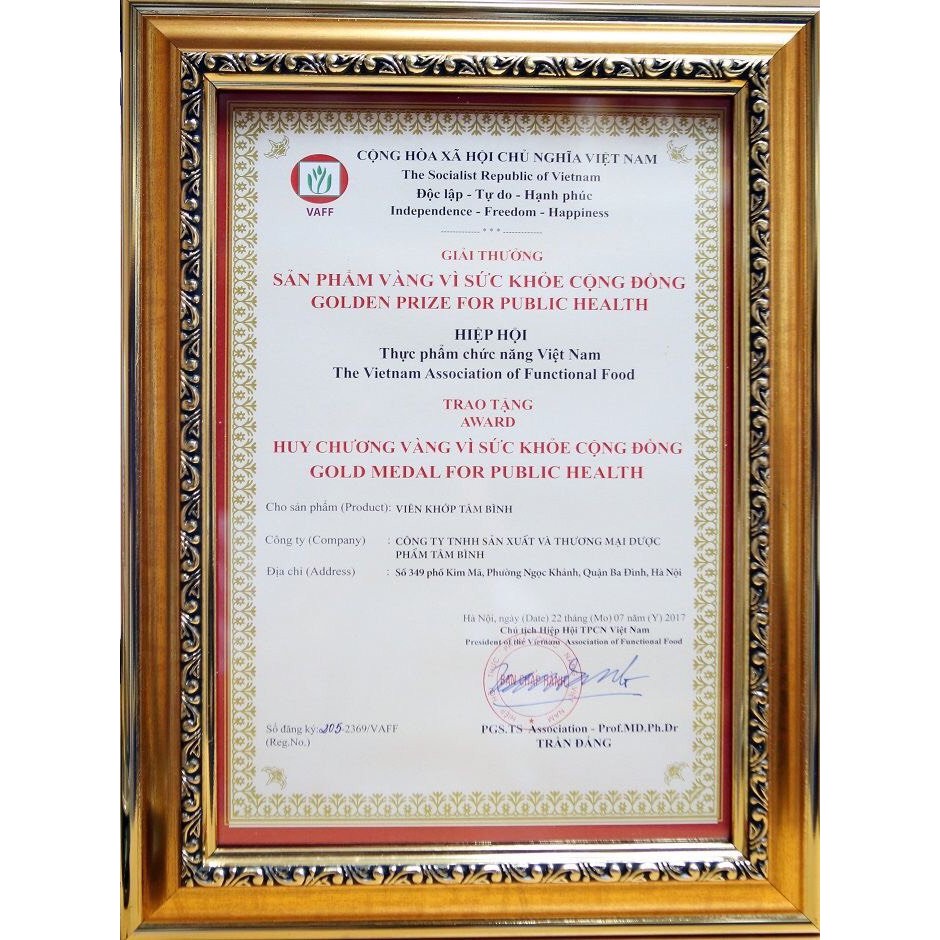 VAFF
CỘNG HÒA XÃ HỘI CHỦ NGHĨA VIỆT NAM
The Socialist Republic of Vietnam
Độc lập - Tự do - Hạnh phúc
Independence - Freedom - Happiness
------------ * * * ------------
GIẢI THƯỞNG
SẢN PHẨM VÀNG VÌ SỨC KHỎE CỘNG ĐỒNG
GOLDEN PRIZE FOR PUBLIC HEALTH
HIỆP HỘI
Thực phẩm chức năng Việt Nam
The Vietnam Association of Functional Food
TRAO TẶNG
AWARD
HUY CHƯƠNG VÀNG VÌ SỨC KHỎE CỘNG ĐỒNG
GOLD MEDAL FOR PUBLIC HEALTH
Cho sản phẩm (Product): VIÊN KHỚP TÂM BÌNH
Công ty (Company) : CÔNG TY TNHH SẢN XUẤT VÀ THƯƠNG MẠI DƯỢC
PHẨM TÂM BÌNH
Địa chỉ (Address) : Số 349 phố Kim Mã, Phường Ngọc Khánh, Quận Ba Đình, Hà Nội
Hà Nội, ngày (Date) 22 tháng (Mo) 07 năm (Y) 2017
Chủ tịch Hiệp Hội TPCN Việt Nam
President of the Vietnam Association of Functional Food
BAN CHẤP HÀNH
Số đăng ký: 205-2369/VAFF
(Reg.No.)
PGS.TS Association - Prof.MD.Ph.Dr
TRẦN ĐÁNG